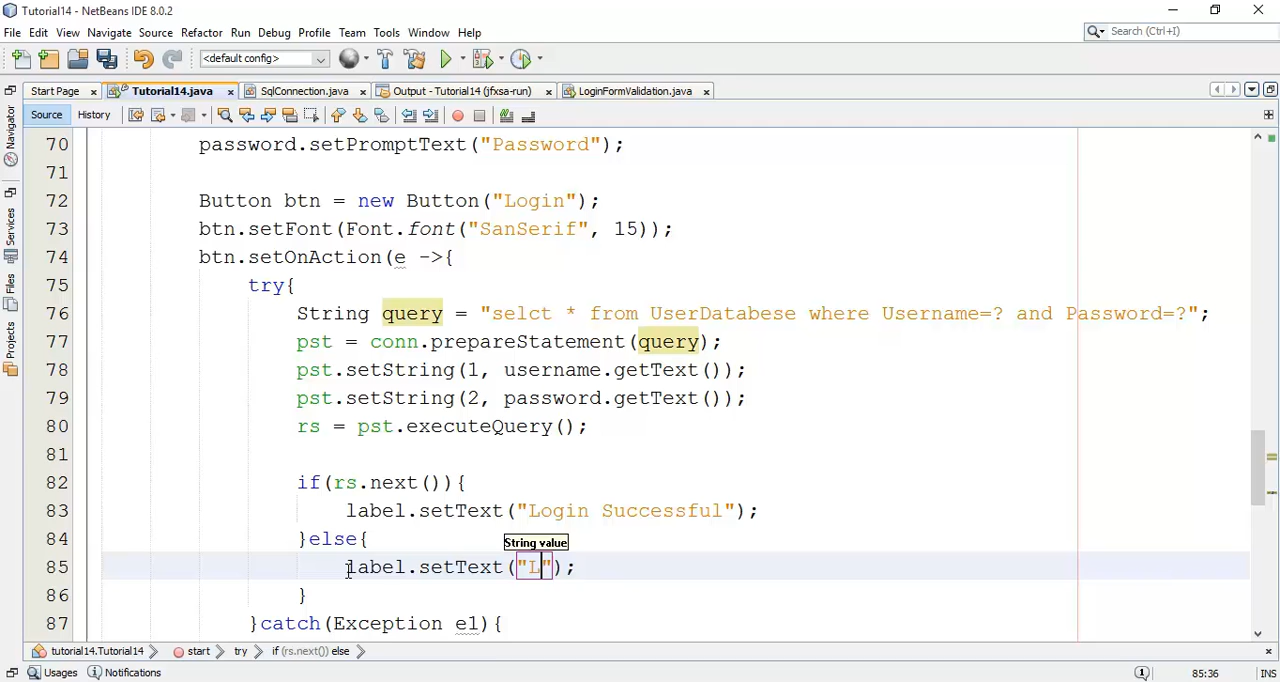 Tutorial14 - NetBeans IDE 8.0.2
File Edit View Navigate Source Refactor Run Debug Profile Team Tools Window Help
Search (Ctrl+I)
<default config>
Start Page Tutorial14.java SqlConnection.java Output - Tutorial14 (jfxsa-run) LoginFormValidation.java
Source History
Navigator
Services
Files
Projects
70 password.setPromptText("Password");
71
72 Button btn = new Button("Login");
73 btn.setFont(Font.font("SanSerif", 15));
74 btn.setOnAction(e ->{
75 try{
76 String query = "selct * from UserDatabese where Username=? and Password=?";
77 pst = conn.prepareStatement(query);
78 pst.setString(1, username.getText());
79 pst.setString(2, password.getText());
80 rs = pst.executeQuery();
81
82 if(rs.next()){
83 label.setText("Login Successful");
84 }else{
String value
85 label.setText("L");
86 }
87 }catch(Exception e1){
tutorial14.Tutorial14 start try if (rs.next()) else
Usages Notifications 1 85:36 INS